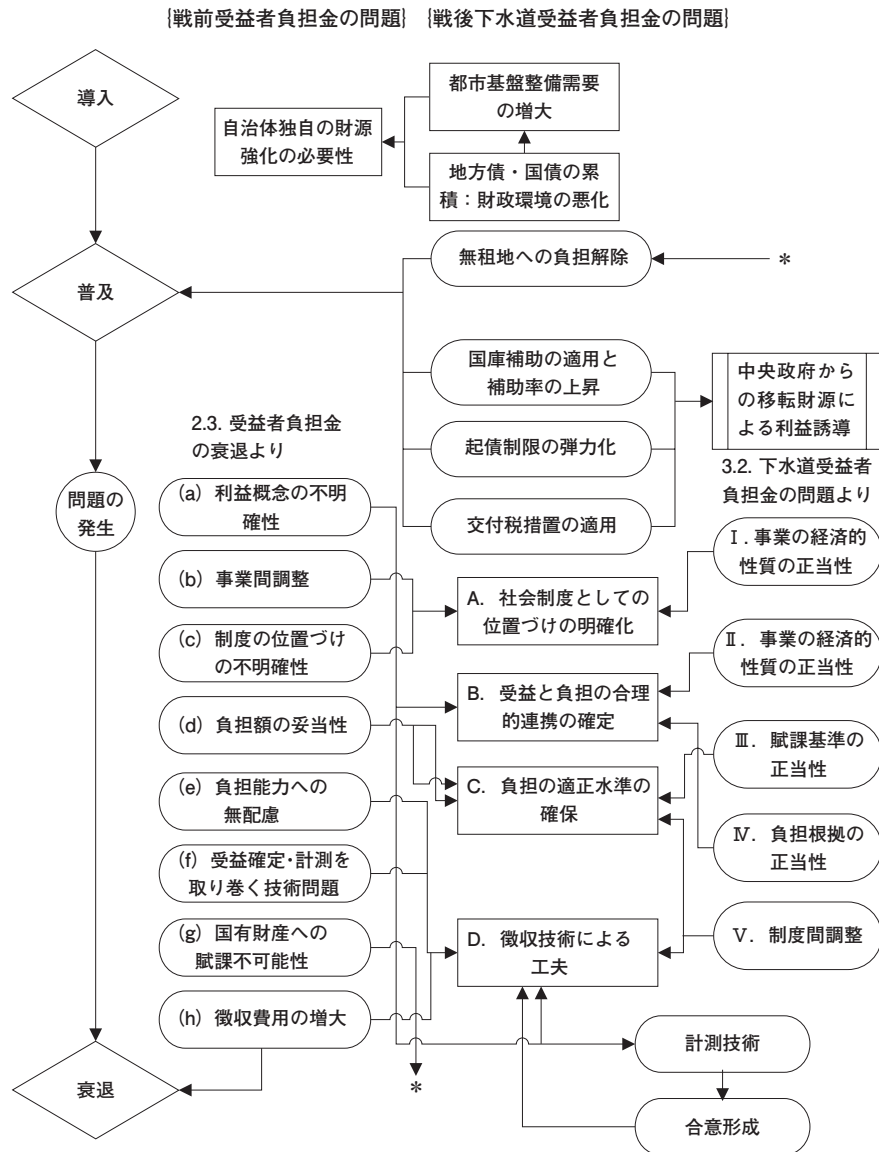 {戦前受益者負担金の問題} {戦後下水道受益者負担金の問題}
導入
都市基盤整備需要
の増大
自治体独自の財源
強化の必要性
地方債・国債の累
積：財政環境の悪化
無租地への負担解除
*
普及
国庫補助の適用と
補助率の上昇
中央政府から
の移転財源に
よる利益誘導
2.3. 受益者負担金
の衰退より
起債制限の弾力化
3.2. 下水道受益者
負担金の問題より
問題の
発生
(a) 利益概念の不明
確性
交付税措置の適用
Ⅰ. 事業の経済的
性質の正当性
(b) 事業間調整
A. 社会制度としての
位置づけの明確化
(c) 制度の位置づけ
の不明確性
Ⅱ. 事業の経済的
性質の正当性
B. 受益と負担の合理
的連携の確定
(d) 負担額の妥当性
Ⅲ. 賦課基準の
正当性
(e) 負担能力への
無配慮
C. 負担の適正水準の
確保
Ⅳ. 負担根拠の
正当性
(f) 受益確定・計測を
取り巻く技術問題
(g) 国有財産への
賦課不可能性
D. 徴収技術による
工夫
Ⅴ. 制度間調整
(h) 徴収費用の増大
計測技術
衰退
*
合意形成